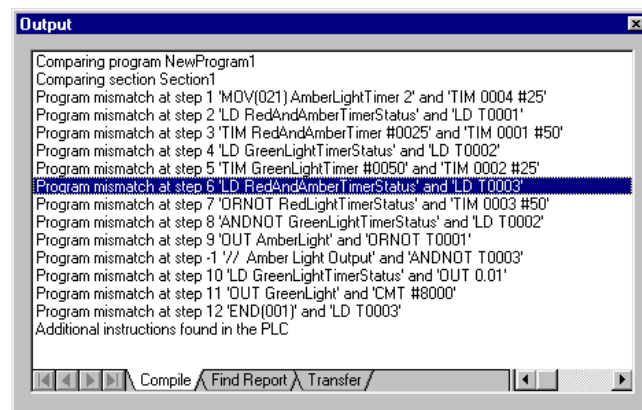 Output
Comparing program NewProgram1
Comparing section Section1
Program mismatch at step 1 'MOV(021) AmberLightTimer 2' and 'TIM 0004 #25'
Program mismatch at step 2 'LD RedAndAmberTimerStatus' and 'LD T0001'
Program mismatch at step 3 'TIM RedAndAmberTimer #0025' and 'TIM 0001 #50'
Program mismatch at step 4 'LD GreenLightTimerStatus' and 'LD T0002'
Program mismatch at step 5 'TIM GreenLightTimer #0050' and 'TIM 0002 #25'
Program mismatch at step 6 'LD RedAndAmberTimerStatus' and 'LD T0003'
Program mismatch at step 7 'ORNOT RedLightTimerStatus' and 'TIM 0003 #50'
Program mismatch at step 8 'ANDNOT GreenLightTimerStatus' and 'LD T0002'
Program mismatch at step 9 'OUT AmberLight' and 'ORNOT T0001'
Program mismatch at step -1 '// Amber Light Output' and 'ANDNOT T0003'
Program mismatch at step 10 'LD GreenLightTimerStatus' and 'OUT 0.01'
Program mismatch at step 11 'OUT GreenLight' and 'CMT #8000'
Program mismatch at step 12 'END(001)' and 'LD T0003'
Additional instructions found in the PLC
Compile Find Report Transfer